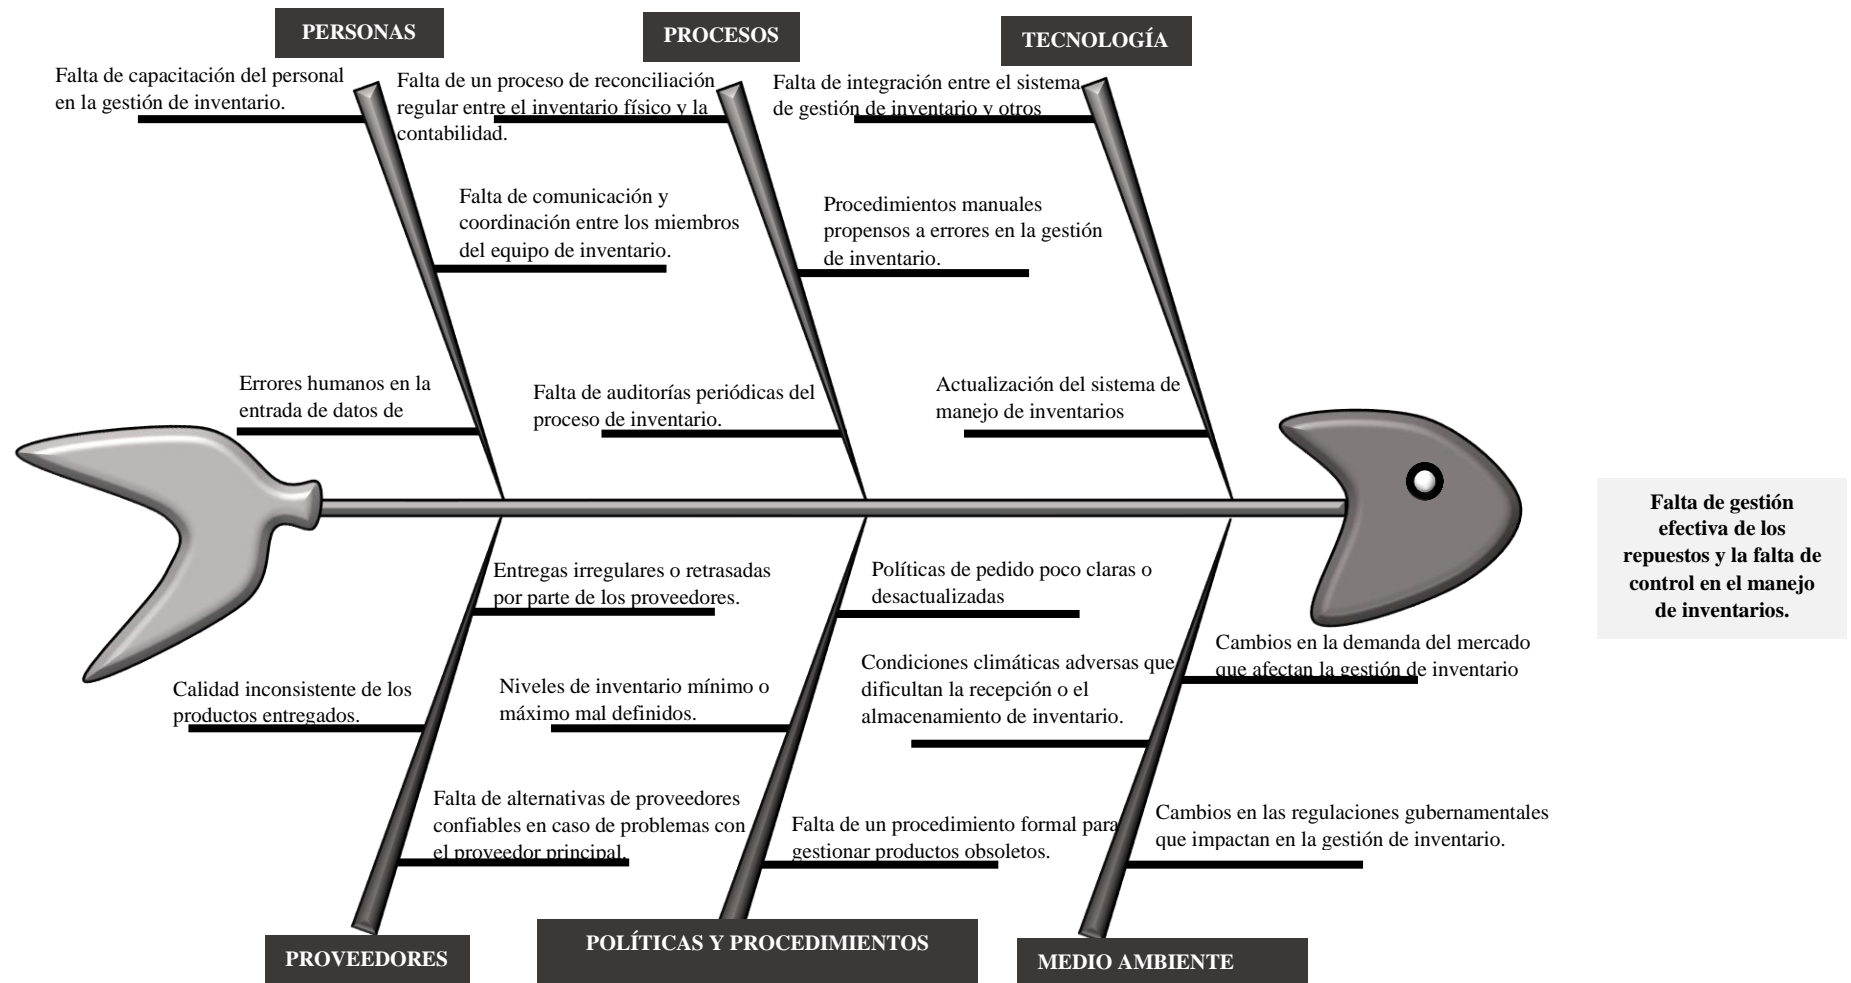 PERSONAS
PROCESOS
TECNOLOGÍA
Falta de capacitación del personal
en la gestión de inventario.
Falta de un proceso de reconciliación
regular entre el inventario físico y la
contabilidad.
Falta de integración entre el sistema
de gestión de inventario y otros
Falta de comunicación y
coordinación entre los miembros
del equipo de inventario.
Procedimientos manuales
propensos a errores en la gestión
de inventario.
Errores humanos en la
entrada de datos de
Falta de auditorías periódicas del
proceso de inventario.
Actualización del sistema de
manejo de inventarios
Falta de gestión
efectiva de los
repuestos y la falta de
control en el manejo
de inventarios.
Entregas irregulares o retrasadas
por parte de los proveedores.
Políticas de pedido poco claras o
desactualizadas
Cambios en la demanda del mercado
que afectan la gestión de inventario
Calidad inconsistente de los
productos entregados.
Niveles de inventario mínimo o
máximo mal definidos.
Condiciones climáticas adversas que
dificultan la recepción o el
almacenamiento de inventario.
Falta de alternativas de proveedores
confiables en caso de problemas con
el proveedor principal.
Falta de un procedimiento formal para
gestionar productos obsoletos.
Cambios en las regulaciones gubernamentales
que impactan en la gestión de inventario.
PROVEEDORES
POLÍTICAS Y PROCEDIMIENTOS
MEDIO AMBIENTE